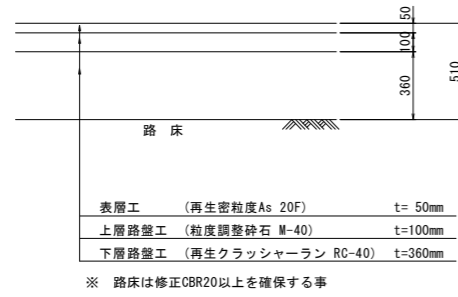 50
100
360
510
路 床
表層工 (再生密粒度As 20F) t= 50mm
上層路盤工 (粒度調整砕石 M-40) t=100mm
下層路盤工 (再生クラッシャーラン RC-40) t=360mm
※ 路床は修正CBR20以上を確保する事